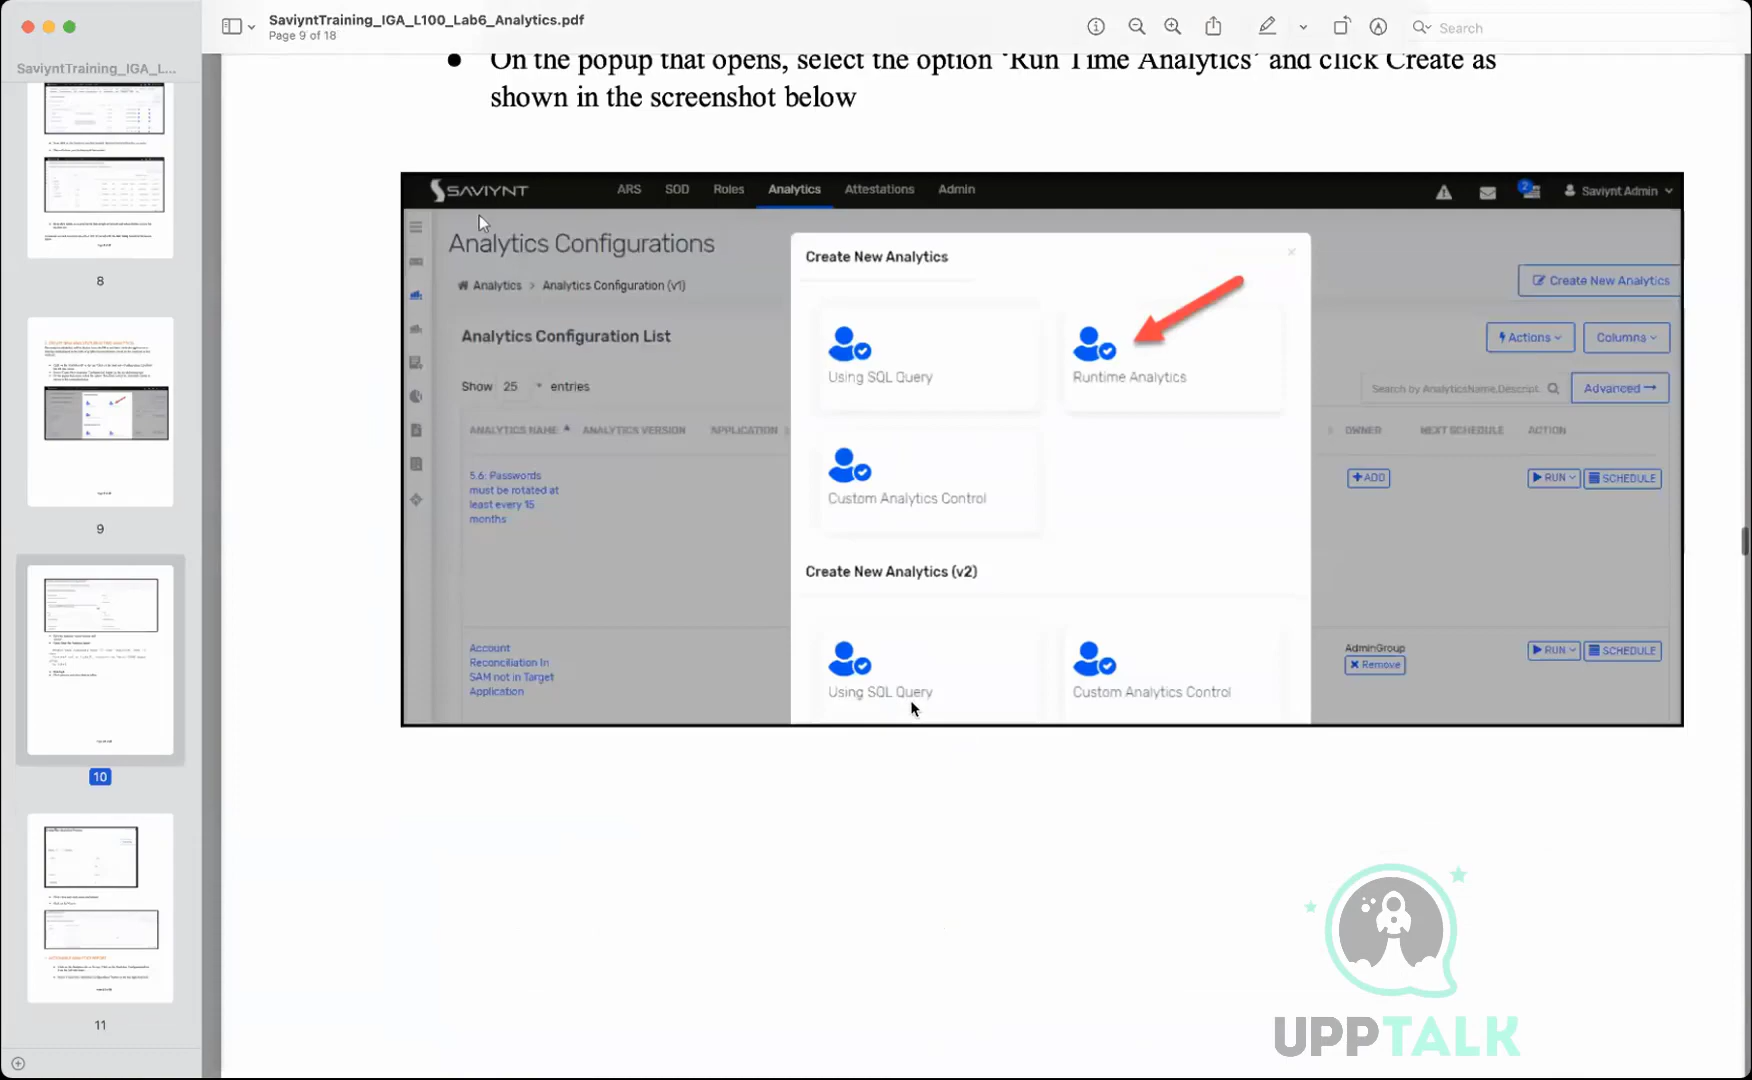 SaviyntTraining_IGA_L100_Lab6_Analytics.pdf
Page 9 of 18
Search
SaviyntTraining_IGA_L...
8
9
10
11
On the popup that opens, select the option ‘Run Time Analytics’ and click Create as
shown in the screenshot below
SAVIYNT
ARS SOD Roles Analytics Attestations Admin
2
Saviynt Admin
Analytics Configurations
Analytics > Analytics Configuration (v1)
Create New Analytics
Analytics Configuration List
Actions
Columns
Show 25 entries
Search by AnalyticsName,Descript
Advanced
ANALYTICS NAME ANALYTICS VERSION APPLICATION OWNER NEXT SCHEDULE ACTION
5.6: Passwords
must be rotated at
least every 15
months
+ADD
RUN
SCHEDULE
Account
Reconciliation In
SAM not in Target
Application
AdminGroup
Remove
RUN
SCHEDULE
Create New Analytics
Using SQL Query
Runtime Analytics
Custom Analytics Control
Create New Analytics (v2)
Using SQL Query
Custom Analytics Control
UPPTALK